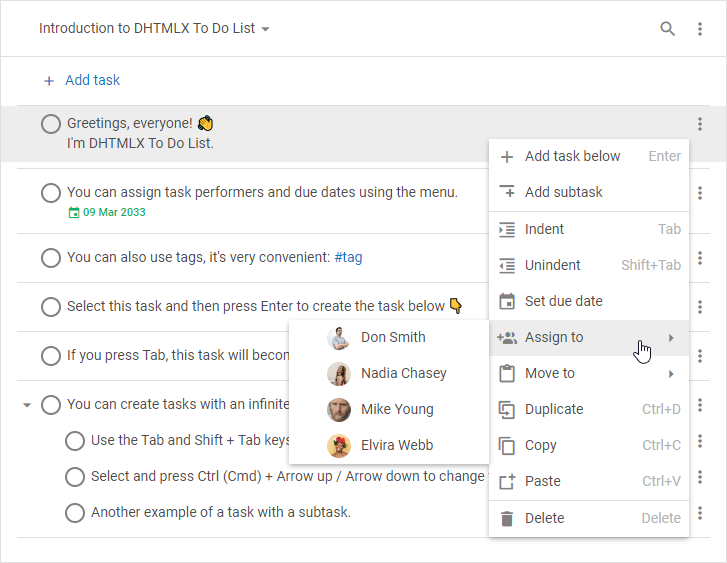 Introduction to DHTMLX To Do List
Add task
Greetings, everyone! 👏
I'm DHTMLX To Do List.
You can assign task performers and due dates using the menu.
09 Mar 2033
You can also use tags, it's very convenient: #tag
Select this task and then press Enter to create the task below 👇
If you press Tab, this task will
You can create tasks with an infinite
Use the Tab and Shift + Tab keys
Select and press Ctrl (Cmd) + Arrow up / Arrow down to change
Another example of a task with a subtask.
Add task below Enter
Add subtask
Indent Tab
Unindent Shift+Tab
Set due date
Assign to
Move to
Duplicate Ctrl+D
Copy Ctrl+C
Paste Ctrl+V
Delete Delete
Don Smith
Nadia Chasey
Mike Young
Elvira Webb